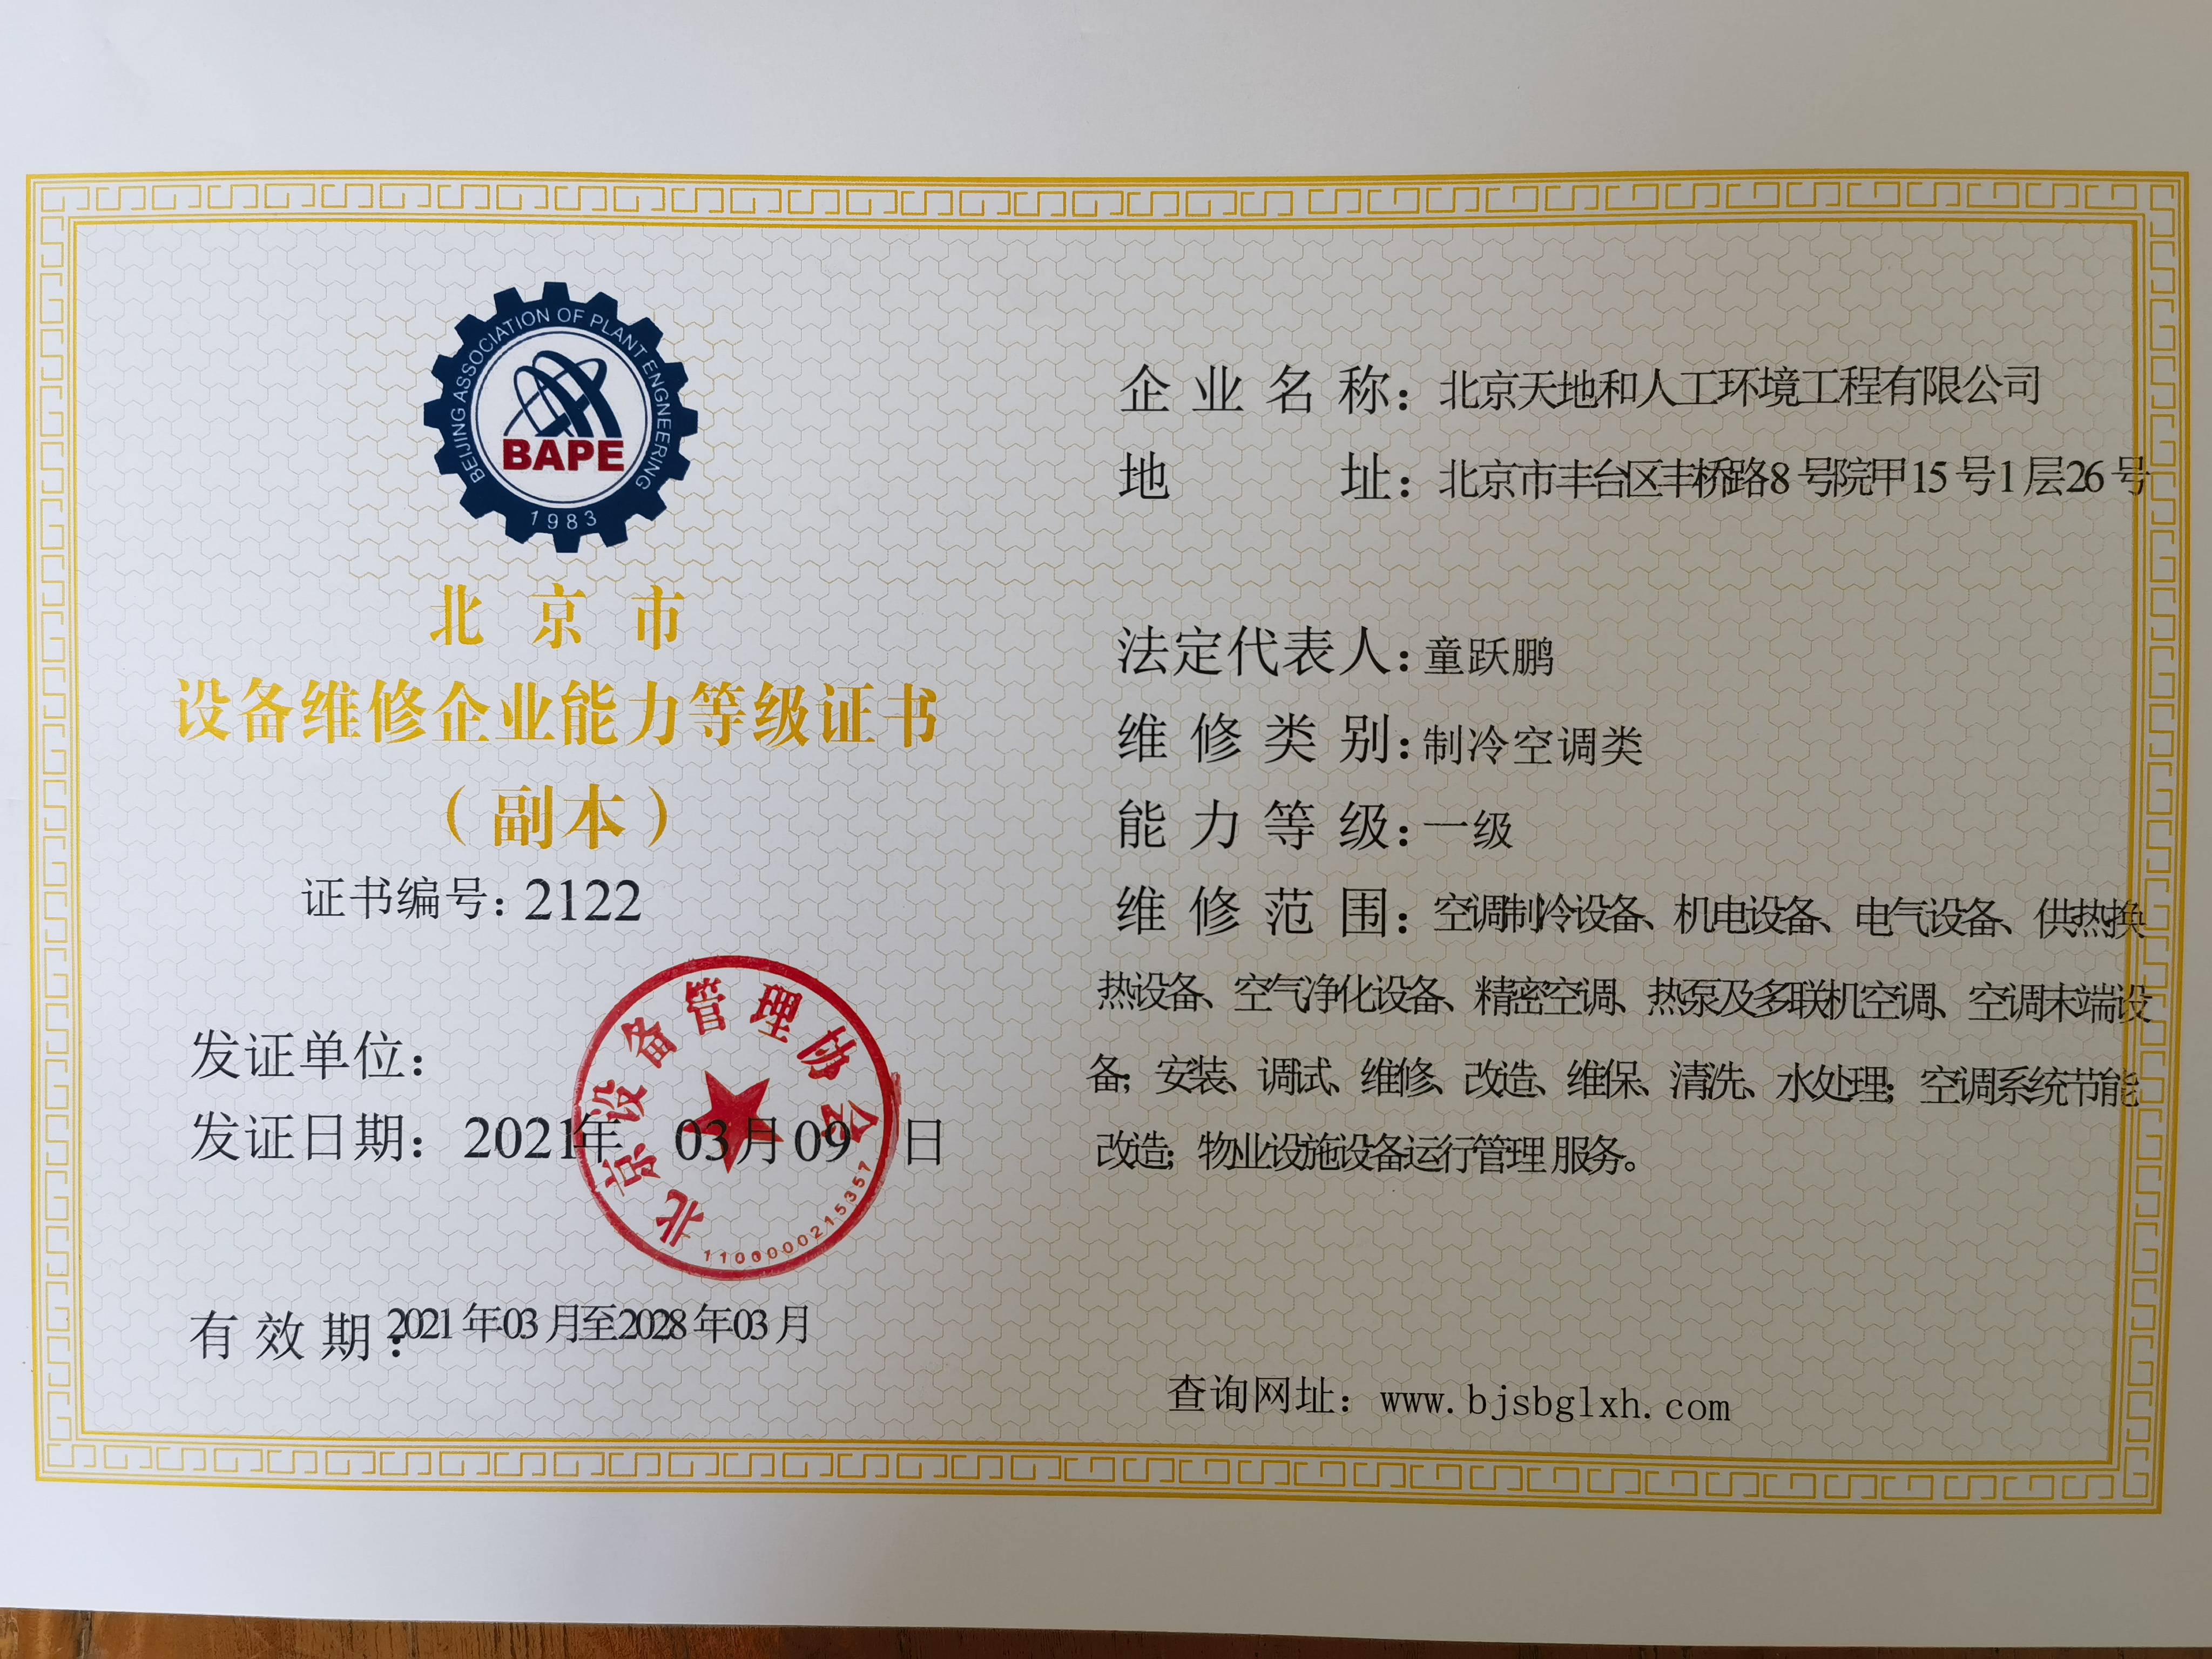 BEIJING ASSOCIATION OF PLANT ENGNEERING
BAPE
1983
北京市
设备维修企业能力等级证书
（副本）
证书编号：2122
发证单位：
北京设备管理协会
1100000215357
发证日期：2021年 03月09 日
有效期：2021年03月至2028年03月
企业名称：北京天地和人工环境工程有限公司
地址：北京市丰台区丰桥路8号院甲15号1层26号
法定代表人：童跃鹏
维修类别：制冷空调类
能力等级：一级
维修范围：空调制冷设备、机电设备、电气设备、供热换
热设备、空气净化设备、精密空调、热泵及多联机空调、空调末端设
备；安装、调试、维修、改造、维保、清洗、水处理；空调系统节能
改造；物业设施设备运行管理服务。
查询网址：www.bjsbglxh.com